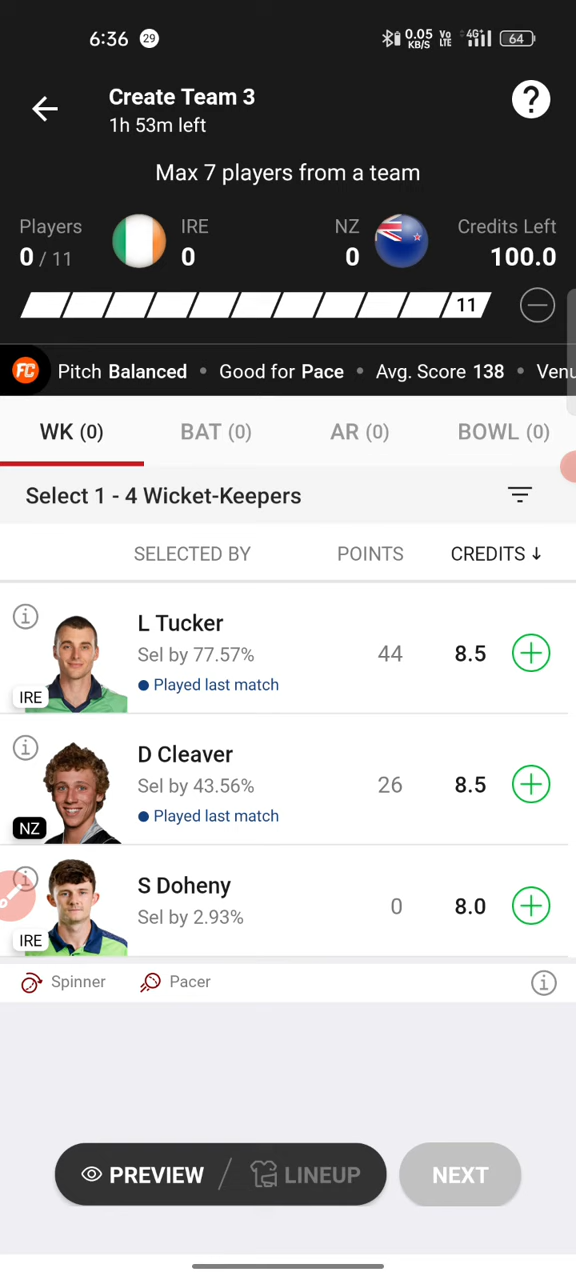 6:36 29 0.05 KB/S Vo LTE 4G 64
Create Team 3
1h 53m left
?
Max 7 players from a team
Players IRE NZ Credits Left
0 / 11 0 0 100.0
11
FC Pitch Balanced • Good for Pace • Avg. Score 138 • Venu
WK (0) BAT (0) AR (0) BOWL (0)
Select 1 - 4 Wicket-Keepers
SELECTED BY POINTS CREDITS ↓
i L Tucker
Sel by 77.57% 44 8.5
Played last match
IRE
i D Cleaver
Sel by 43.56% 26 8.5
Played last match
NZ
i S Doheny
Sel by 2.93% 0 8.0
IRE
Spinner Pacer i
PREVIEW / LINEUP NEXT